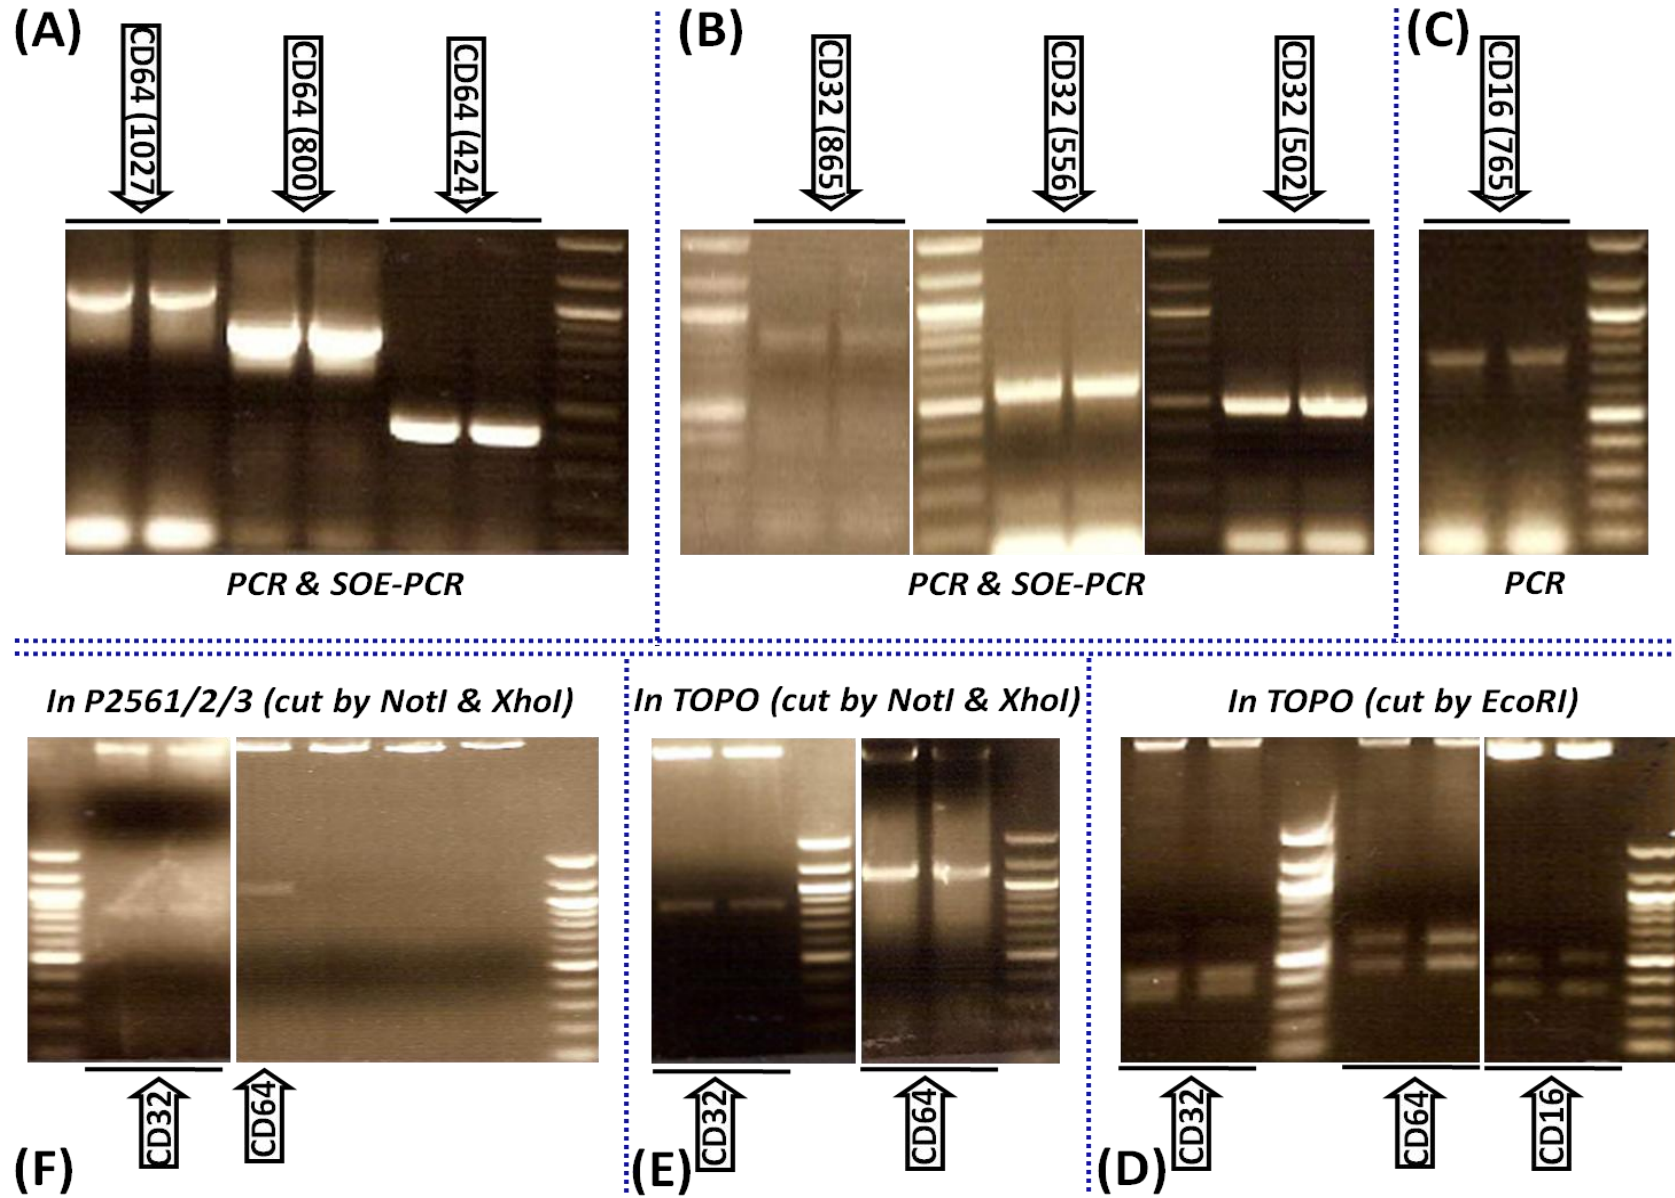 (A)
CD64 (1027)
CD64 (800)
CD64 (424)
PCR & SOE-PCR
(B)
CD32 (865)
CD32 (556)
CD32 (502)
PCR & SOE-PCR
(C)
CD16 (765)
PCR
In P2561/2/3 (cut by NotI & XhoI)
CD32
CD64
(F)
In TOPO (cut by NotI & XhoI)
CD32
CD64
(E)
In TOPO (cut by EcoRI)
CD32
CD64
CD16
(D)